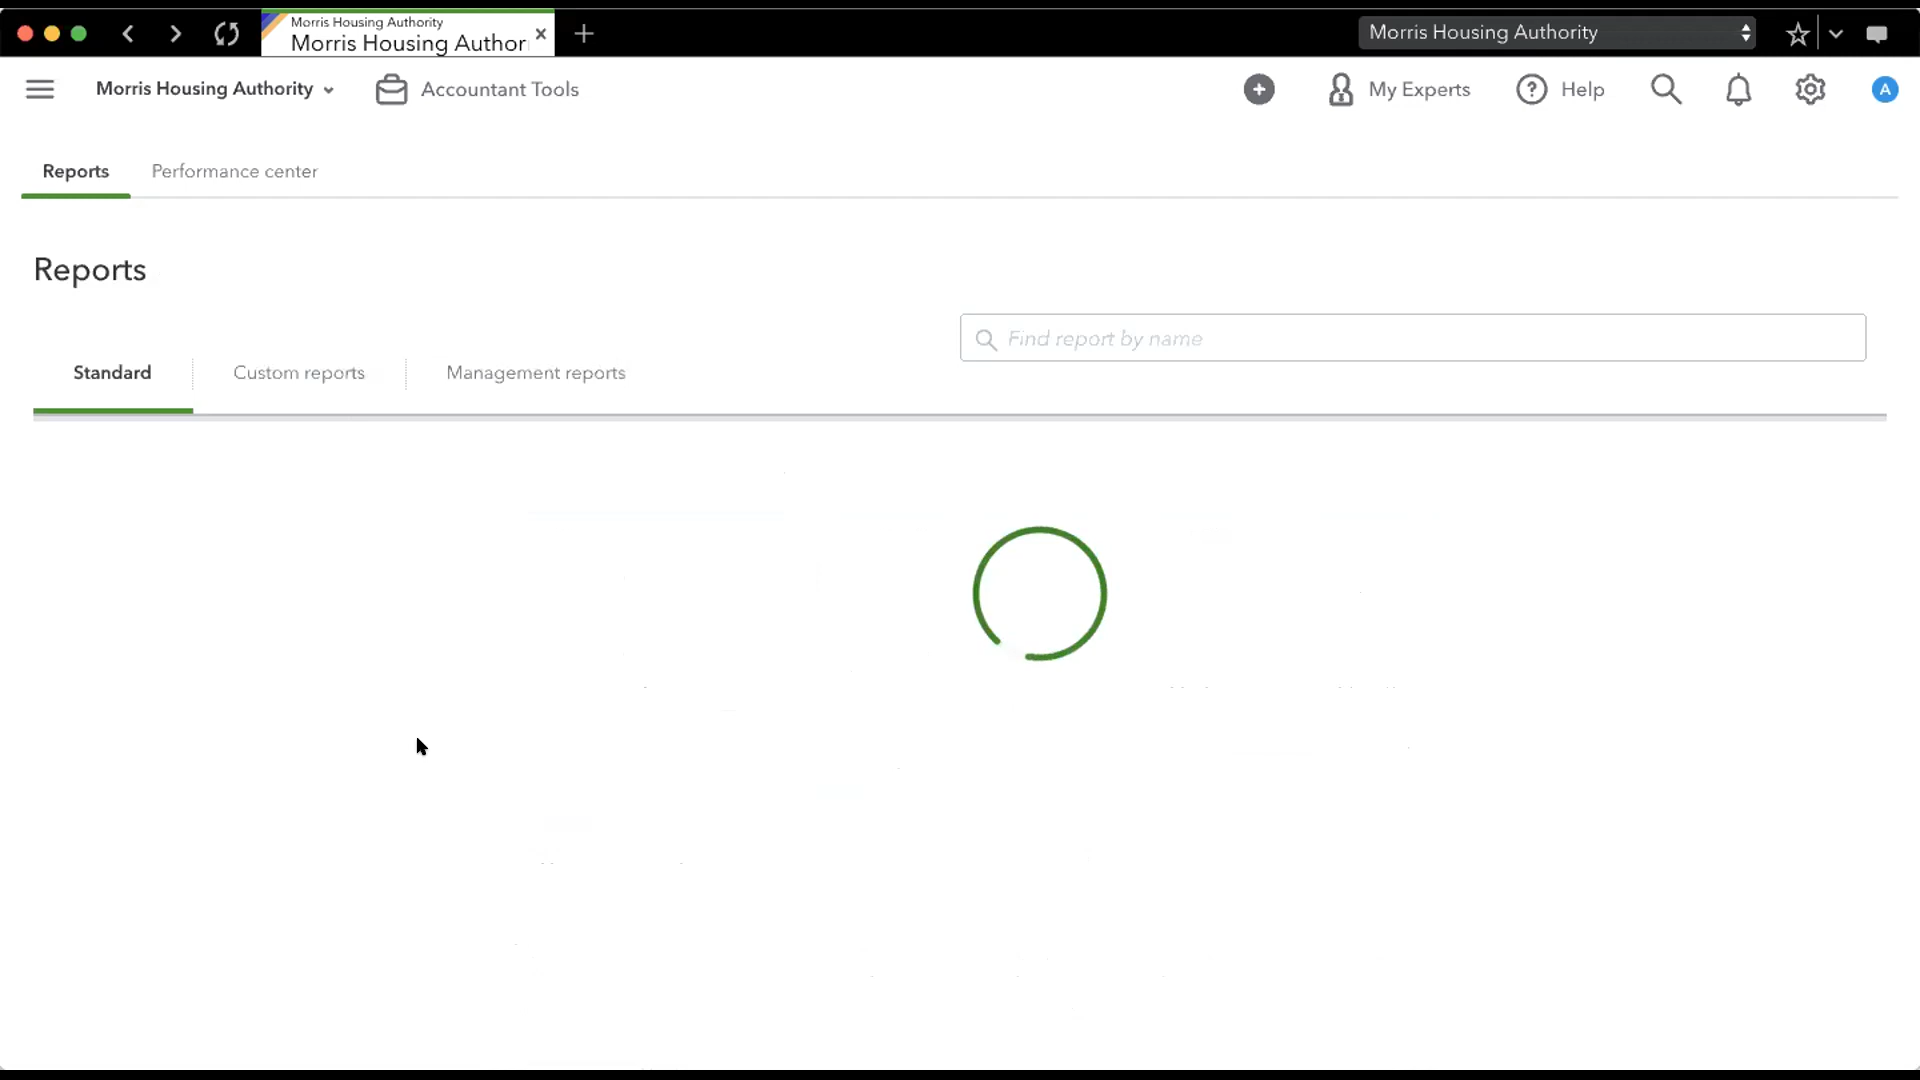 Morris Housing Authority
Morris Housing Author
Morris Housing Authority
Morris Housing Authority
Accountant Tools
My Experts
Help
A
Reports
Performance center
Reports
Find report by name
Standard
Custom reports
Management reports